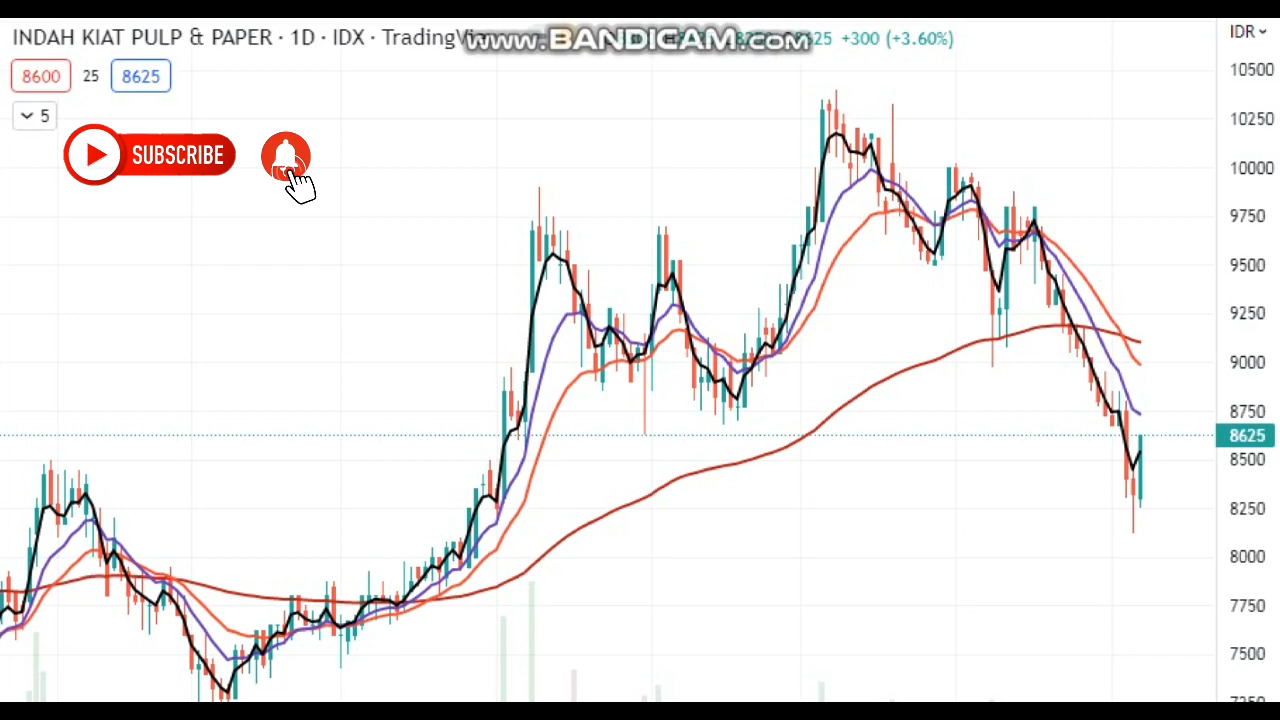 INDAH KIAT PULP & PAPER · 1D · IDX · TradingVi
www.BANDICAM.com
625 +300 (+3.60%)
IDR
8600 25 8625
5
SUBSCRIBE
10500
10250
10000
9750
9500
9250
9000
8750
8625
8500
8250
8000
7750
7500